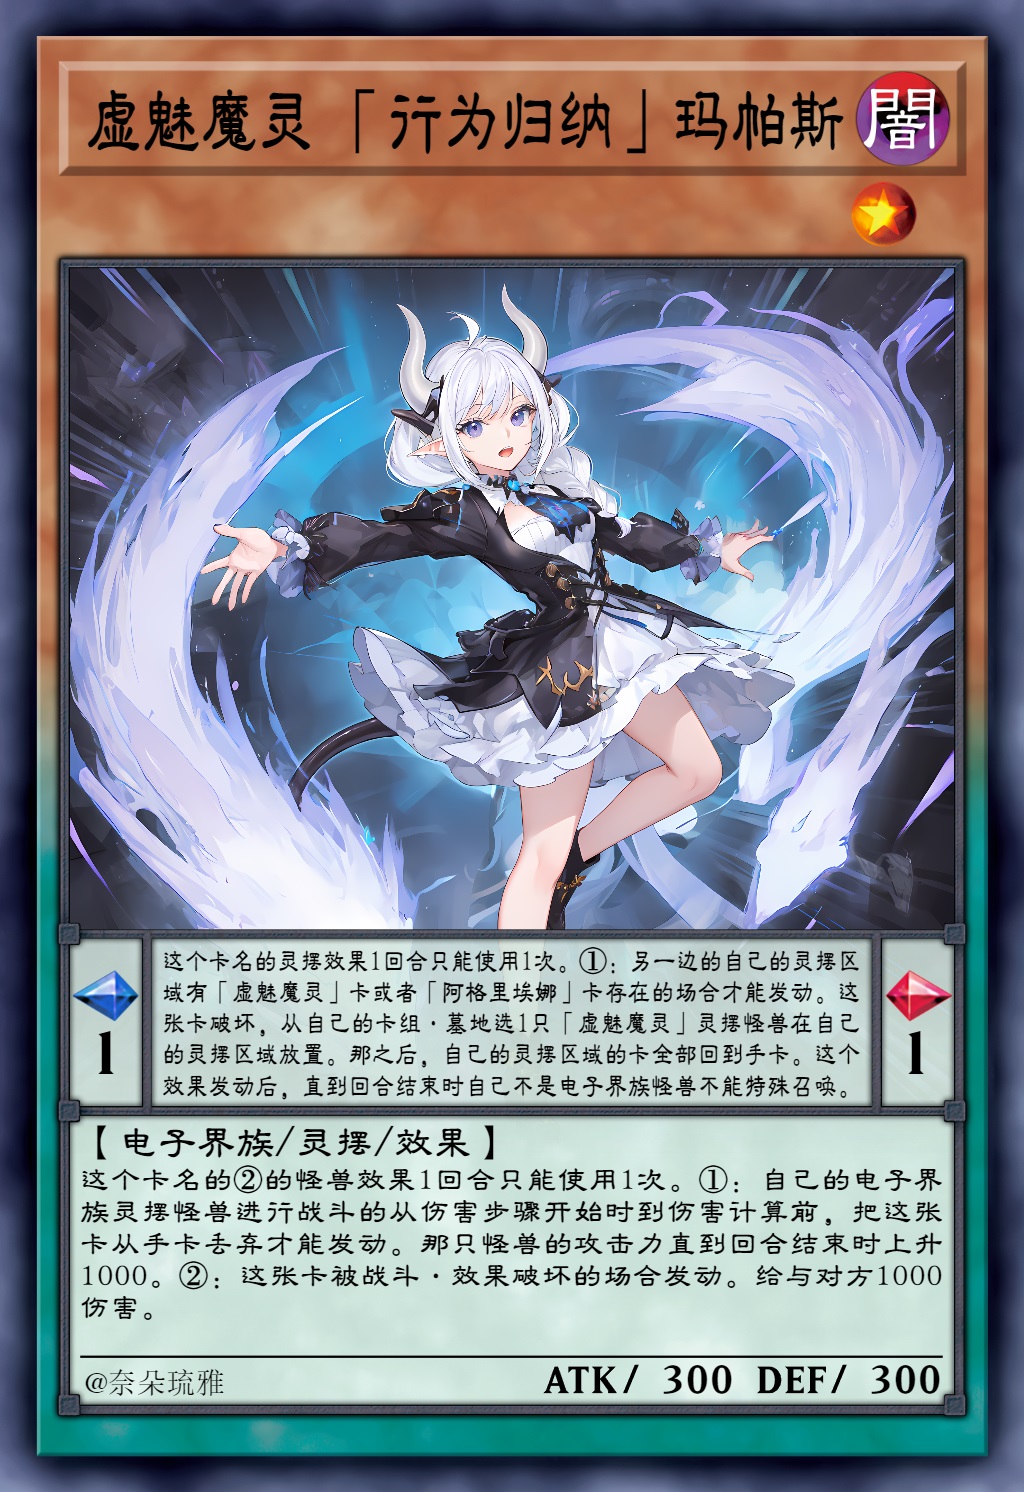 虚魅魔灵「行为归纳」玛帕斯
闇
这个卡名的灵摆效果1回合只能使用1次。①：另一边的自己的灵摆区
域有「虚魅魔灵」卡或者「阿格里埃娜」卡存在的场合才能发动。这
张卡破坏，从自己的卡组・墓地选1只「虚魅魔灵」灵摆怪兽在自己
的灵摆区域放置。那之后，自己的灵摆区域的卡全部回到手卡。这个
效果发动后，直到回合结束时自己不是电子界族怪兽不能特殊召唤。
1
1
【电子界族/灵摆/效果】
这个卡名的②的怪兽效果1回合只能使用1次。①：自己的电子界
族灵摆怪兽进行战斗的从伤害步骤开始时到伤害计算前，把这张
卡从手卡丢弃才能发动。那只怪兽的攻击力直到回合结束时上升
1000。②：这张卡被战斗・效果破坏的场合发动。给与对方1000
伤害。
@奈朵琉雅
ATK/ 300 DEF/ 300